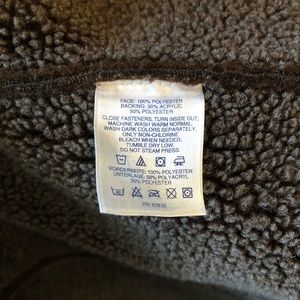 FACE: 100% POLYESTER
BACKING: 50% ACRYLIC
50% POLYESTER
CLOSE FASTENERS, TURN INSIDE OUT,
MACHINE WASH WARM NORMAL,
WASH DARK COLORS SEPARATELY,
ONLY NON-CHLORINE
BLEACH WHEN NEEDED,
TUMBLE DRY LOW.
DO NOT STEAM PRESS.
VORDERSEITE: 100% POLYESTER
UNTERLAGE: 50% POLYACRYL
50% POLYESTER